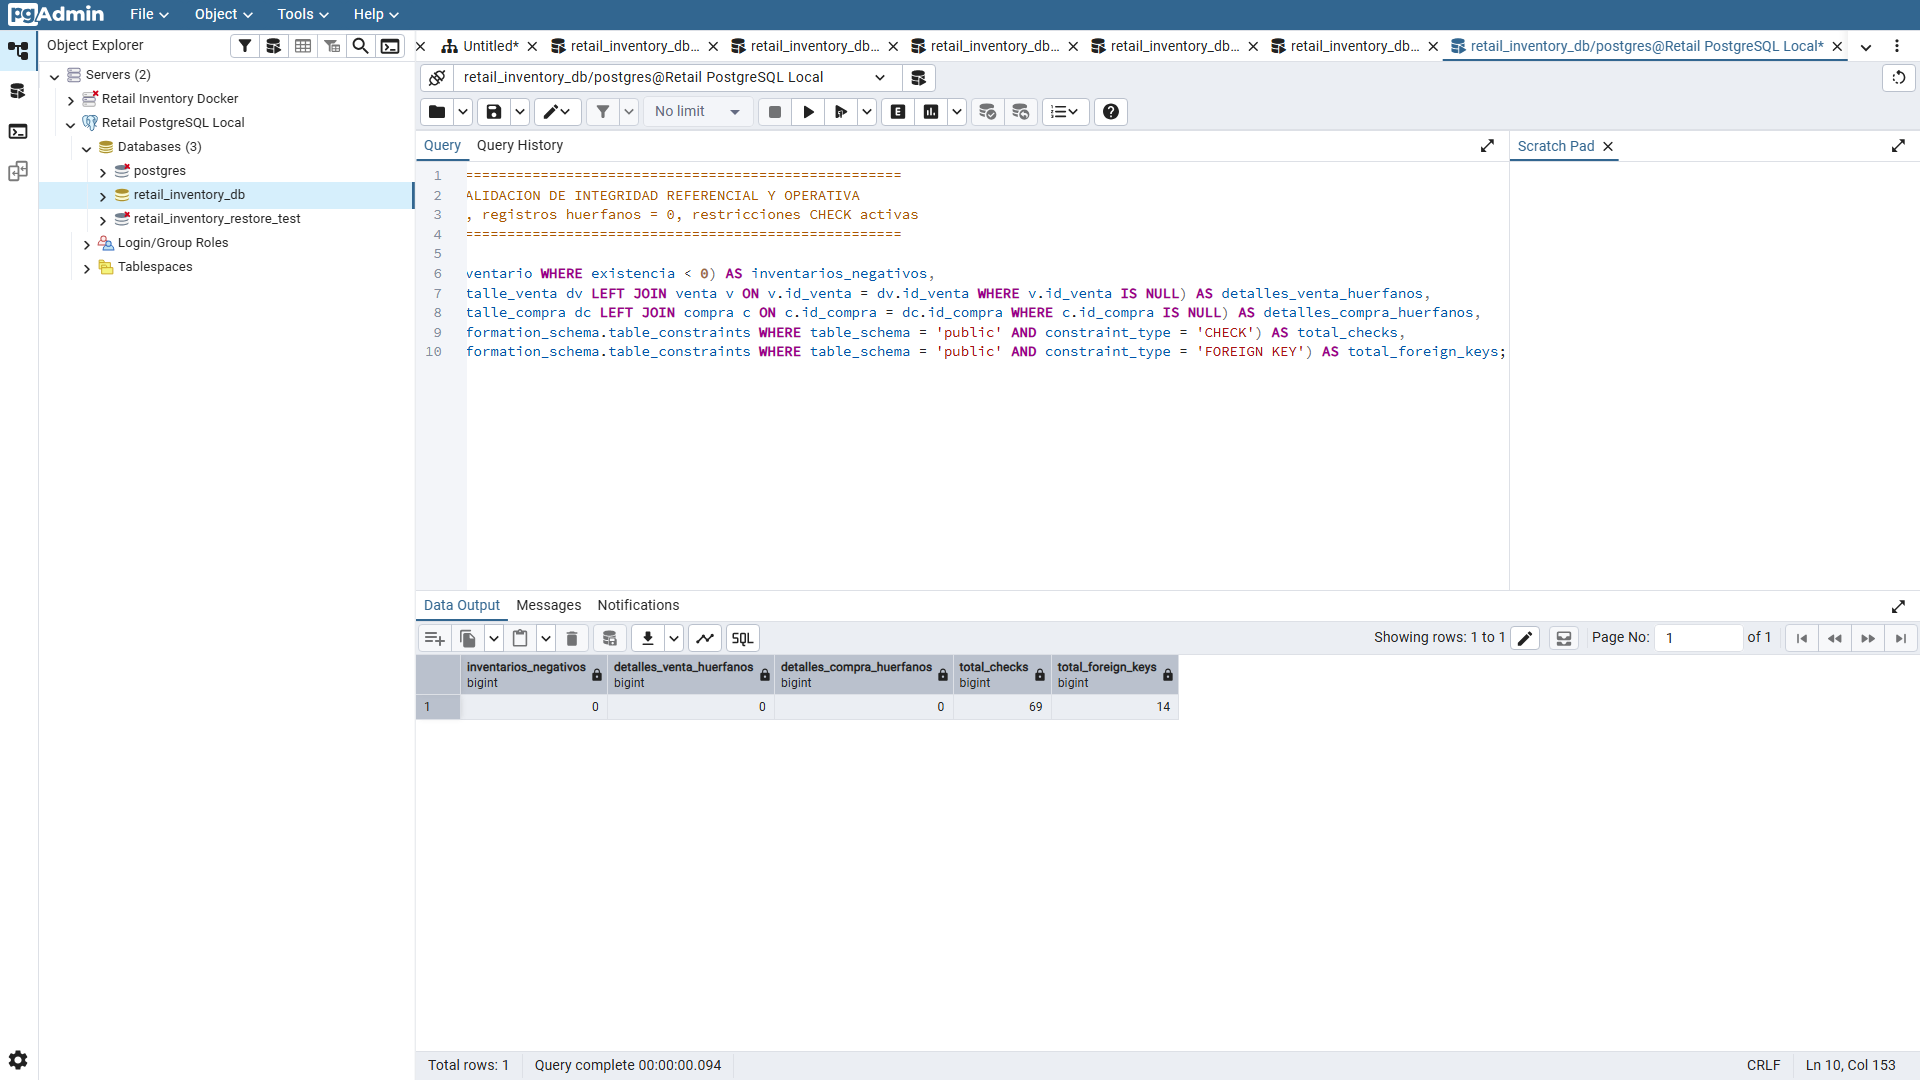 pgAdmin File Object Tools Help
Object Explorer
Untitled* retail_inventory_db... retail_inventory_db... retail_inventory_db... retail_inventory_db... retail_inventory_db... retail_inventory_db/postgres@Retail PostgreSQL Local*
Servers (2)
Retail Inventory Docker
Retail PostgreSQL Local
Databases (3)
postgres
retail_inventory_db
retail_inventory_restore_test
Login/Group Roles
Tablespaces
retail_inventory_db/postgres@Retail PostgreSQL Local
No limit
E
Query Query History
Scratch Pad
1 ====================================================
2 ALIDACION DE INTEGRIDAD REFERENCIAL Y OPERATIVA
3 , registros huerfanos = 0, restricciones CHECK activas
4 ====================================================
5
6 ventario WHERE existencia < 0) AS inventarios_negativos,
7 talle_venta dv LEFT JOIN venta v ON v.id_venta = dv.id_venta WHERE v.id_venta IS NULL) AS detalles_venta_huerfanos,
8 talle_compra dc LEFT JOIN compra c ON c.id_compra = dc.id_compra WHERE c.id_compra IS NULL) AS detalles_compra_huerfanos,
9 formation_schema.table_constraints WHERE table_schema = 'public' AND constraint_type = 'CHECK') AS total_checks,
10 formation_schema.table_constraints WHERE table_schema = 'public' AND constraint_type = 'FOREIGN KEY') AS total_foreign_keys;
Data Output Messages Notifications
SQL
Showing rows: 1 to 1 Page No: 1 of 1
inventarios_negativos detalles_venta_huerfanos detalles_compra_huerfanos total_checks total_foreign_keys
bigint bigint bigint bigint bigint
1 0 0 0 69 14
Total rows: 1 Query complete 00:00:00.094 CRLF Ln 10, Col 153